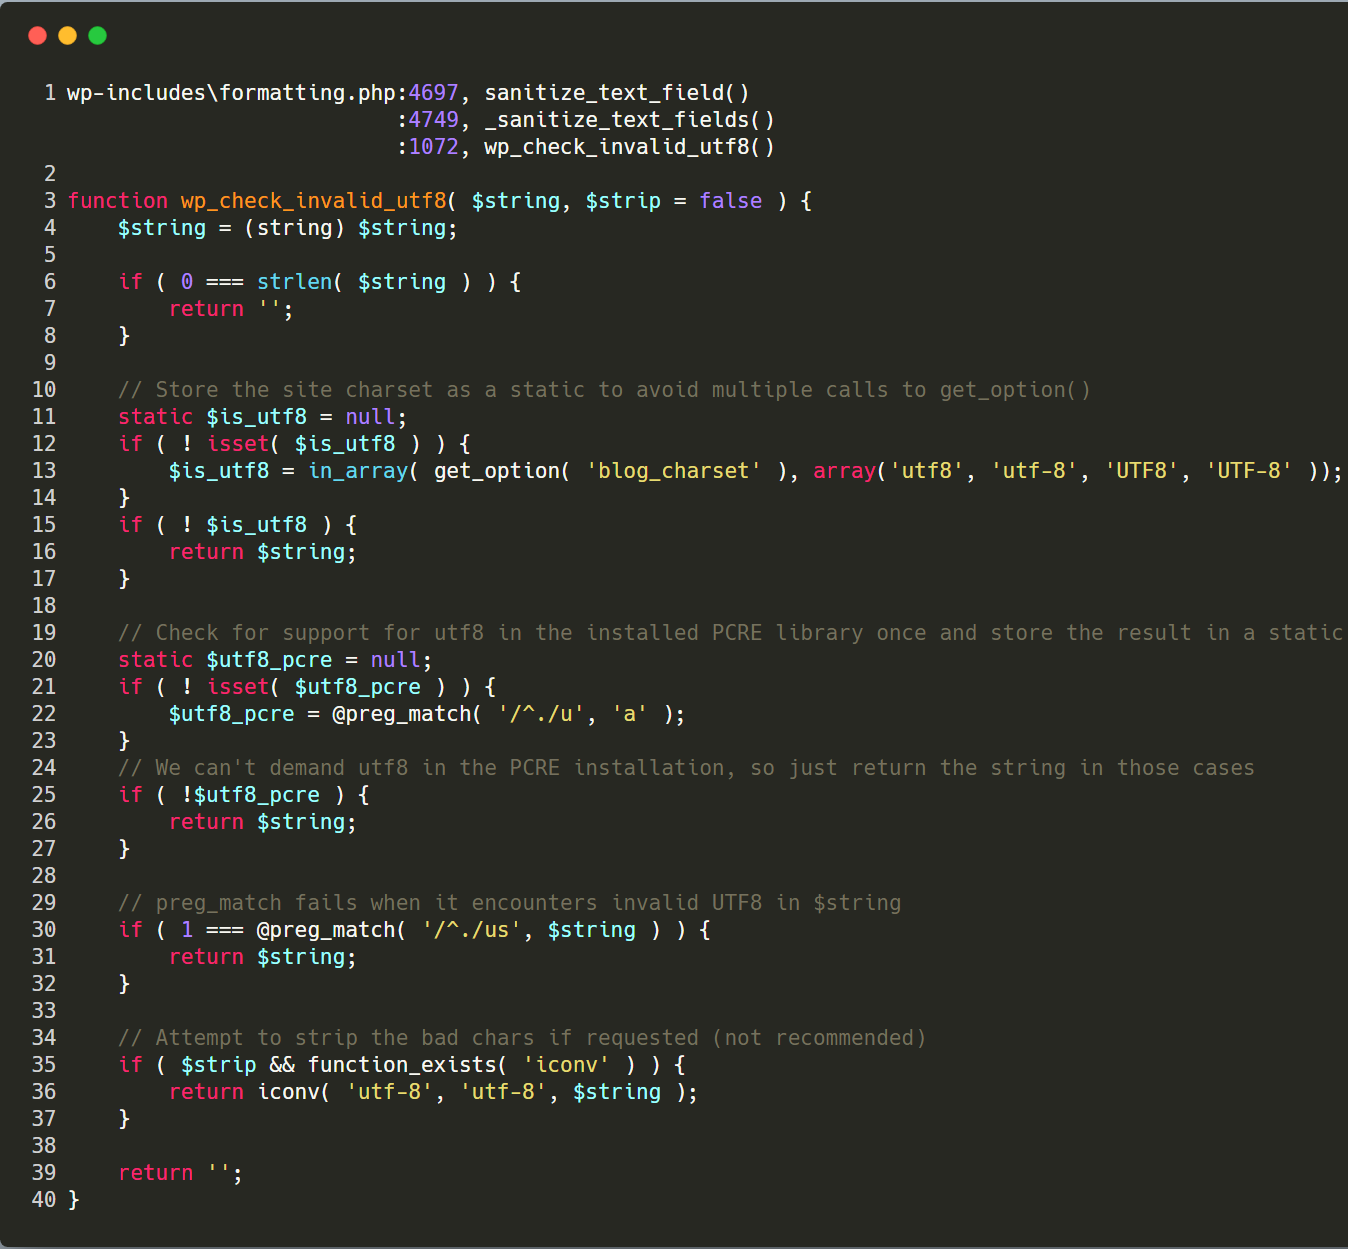 1 wp-includes\formatting.php:4697, sanitize_text_field()
                          :4749, _sanitize_text_fields()
                          :1072, wp_check_invalid_utf8()
2
3 function wp_check_invalid_utf8( $string, $strip = false ) {
4     $string = (string) $string;
5
6     if ( 0 === strlen( $string ) ) {
7         return '';
8     }
9
10     // Store the site charset as a static to avoid multiple calls to get_option()
11     static $is_utf8 = null;
12     if ( ! isset( $is_utf8 ) ) {
13         $is_utf8 = in_array( get_option( 'blog_charset' ), array('utf8', 'utf-8', 'UTF8', 'UTF-8' ));
14     }
15     if ( ! $is_utf8 ) {
16         return $string;
17     }
18
19     // Check for support for utf8 in the installed PCRE library once and store the result in a static
20     static $utf8_pcre = null;
21     if ( ! isset( $utf8_pcre ) ) {
22         $utf8_pcre = @preg_match( '/^./u', 'a' );
23     }
24     // We can't demand utf8 in the PCRE installation, so just return the string in those cases
25     if ( !$utf8_pcre ) {
26         return $string;
27     }
28
29     // preg_match fails when it encounters invalid UTF8 in $string
30     if ( 1 === @preg_match( '/^./us', $string ) ) {
31         return $string;
32     }
33
34     // Attempt to strip the bad chars if requested (not recommended)
35     if ( $strip && function_exists( 'iconv' ) ) {
36         return iconv( 'utf-8', 'utf-8', $string );
37     }
38
39     return '';
40 }